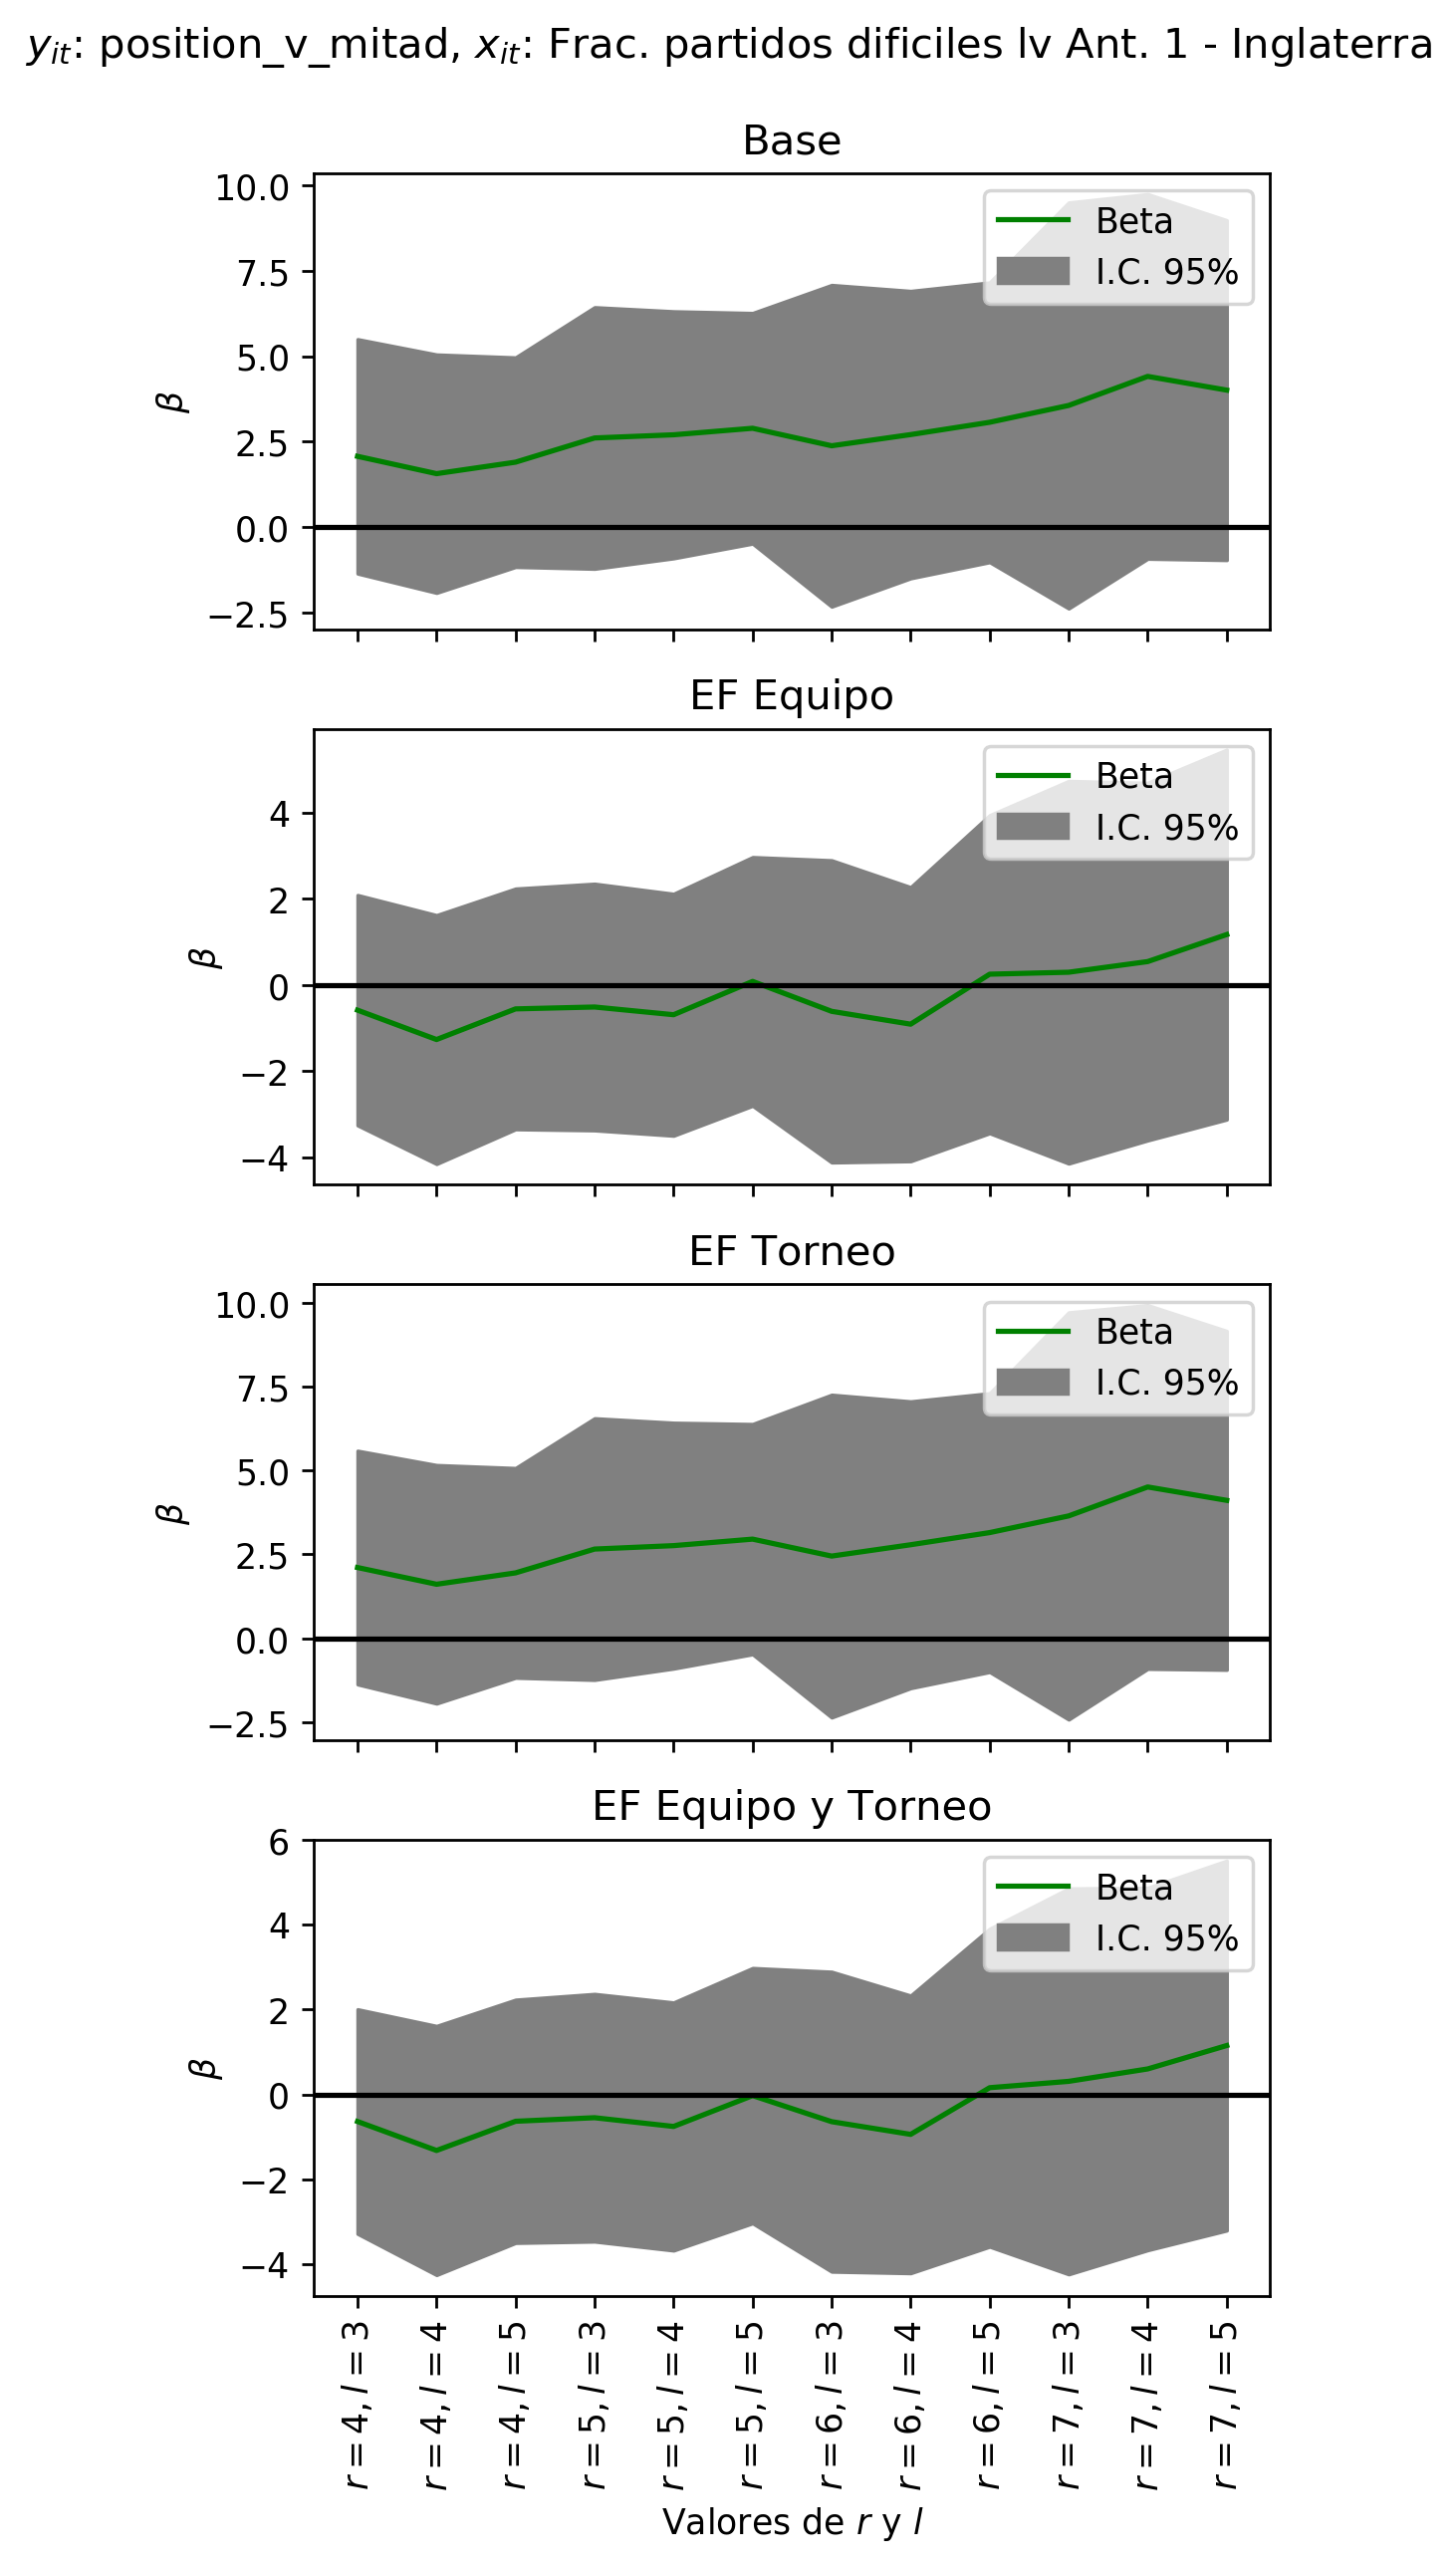 y_it: position_v_mitad, x_it: Frac. partidos dificiles lv Ant. 1 - Inglaterra
Base
10.0
7.5
5.0
2.5
0.0
−2.5
β
Beta
I.C. 95%
EF Equipo
4
2
0
−2
−4
β
Beta
I.C. 95%
EF Torneo
10.0
7.5
5.0
2.5
0.0
−2.5
β
Beta
I.C. 95%
EF Equipo y Torneo
6
4
2
0
−2
−4
β
Beta
I.C. 95%
r = 4, l = 3
r = 4, l = 4
r = 4, l = 5
r = 5, l = 3
r = 5, l = 4
r = 5, l = 5
r = 6, l = 3
r = 6, l = 4
r = 6, l = 5
r = 7, l = 3
r = 7, l = 4
r = 7, l = 5
Valores de r y l